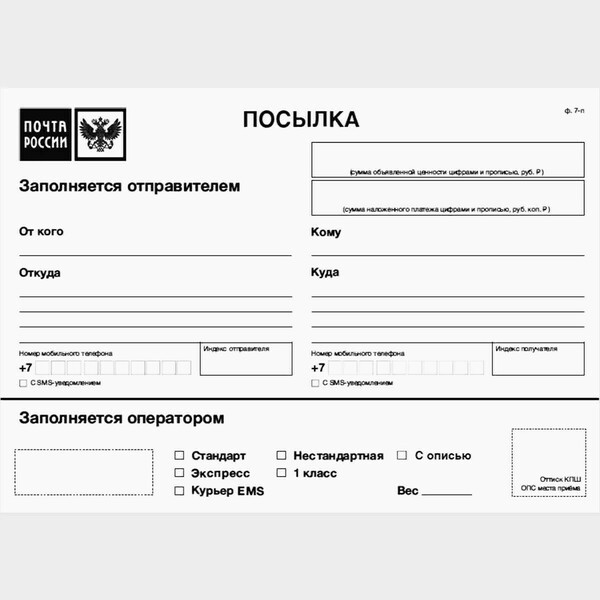 ПОЧТА
РОССИИ
ПОСЫЛКА
ф. 7-п
(сумма объявленной ценности цифрами и прописью, руб. ₽)
Заполняется отправителем
(сумма наложенного платежа цифрами и прописью, руб. коп. ₽)
От кого
Кому
Откуда
Куда
Номер мобильного телефона
Индекс отправителя
Номер мобильного телефона
Индекс получателя
+7
+7
С SMS-уведомлением
С SMS-уведомлением
Заполняется оператором
Стандарт
Нестандартная
С описью
Экспресс
1 класс
Курьер EMS
Вес
Оттиск КПШ
ОПС места приёма